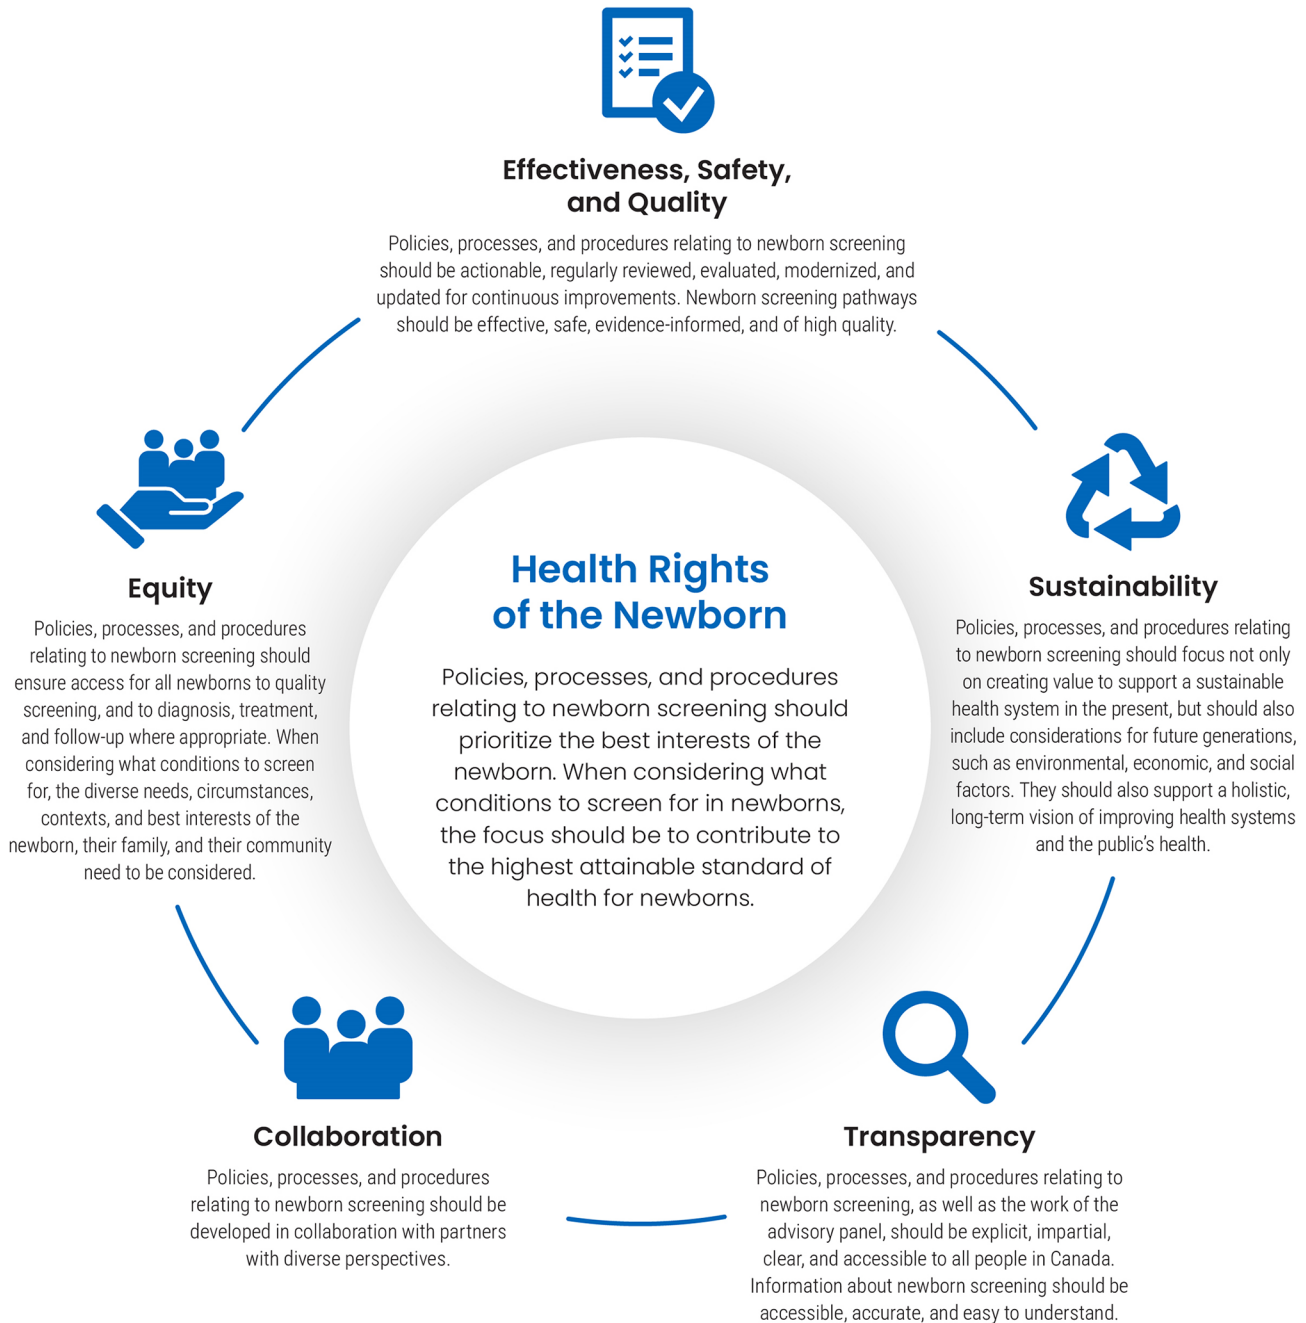 Effectiveness, Safety,
and Quality
Policies, processes, and procedures relating to newborn screening
should be actionable, regularly reviewed, evaluated, modernized, and
updated for continuous improvements. Newborn screening pathways
should be effective, safe, evidence-informed, and of high quality.
Equity
Policies, processes, and procedures
relating to newborn screening should
ensure access for all newborns to quality
screening, and to diagnosis, treatment,
and follow-up where appropriate. When
considering what conditions to screen
for, the diverse needs, circumstances,
contexts, and best interests of the
newborn, their family, and their community
need to be considered.
Health Rights
of the Newborn
Policies, processes, and procedures
relating to newborn screening should
prioritize the best interests of the
newborn. When considering what
conditions to screen for in newborns,
the focus should be to contribute to
the highest attainable standard of
health for newborns.
Sustainability
Policies, processes, and procedures relating
to newborn screening should focus not only
on creating value to support a sustainable
health system in the present, but should also
include considerations for future generations,
such as environmental, economic, and social
factors. They should also support a holistic,
long-term vision of improving health systems
and the public's health.
Collaboration
Policies, processes, and procedures
relating to newborn screening should be
developed in collaboration with partners
with diverse perspectives.
Transparency
Policies, processes, and procedures relating to
newborn screening, as well as the work of the
advisory panel, should be explicit, impartial,
clear, and accessible to all people in Canada.
Information about newborn screening should be
accessible, accurate, and easy to understand.